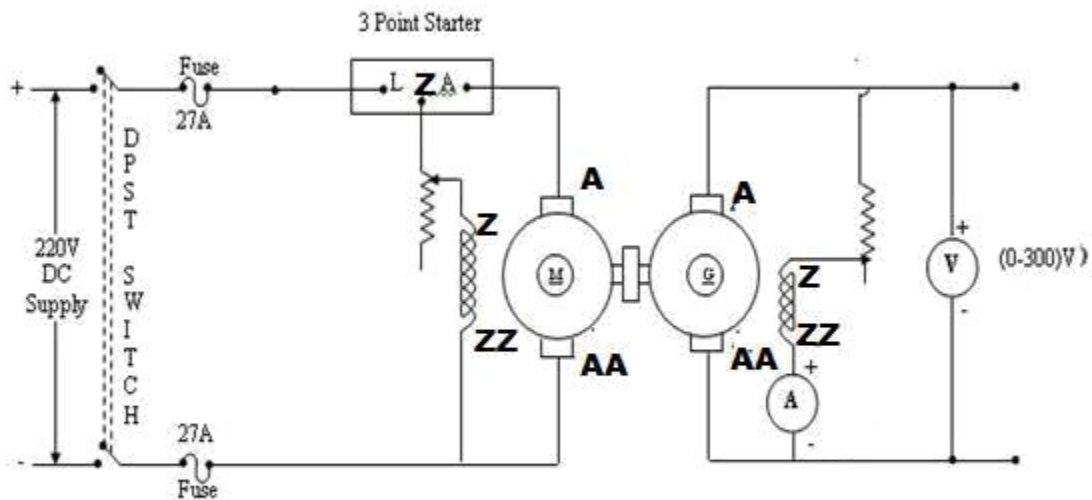 3 Point Starter
Fuse
+
L Z A
27A
D
P
S
T
S
W
I
T
C
H
A
A
Z
220V
DC
Supply
M
G
Z
+
V
(0-300)V)
-
ZZ
AA
AA
ZZ
+
A
-
27A
-
Fuse